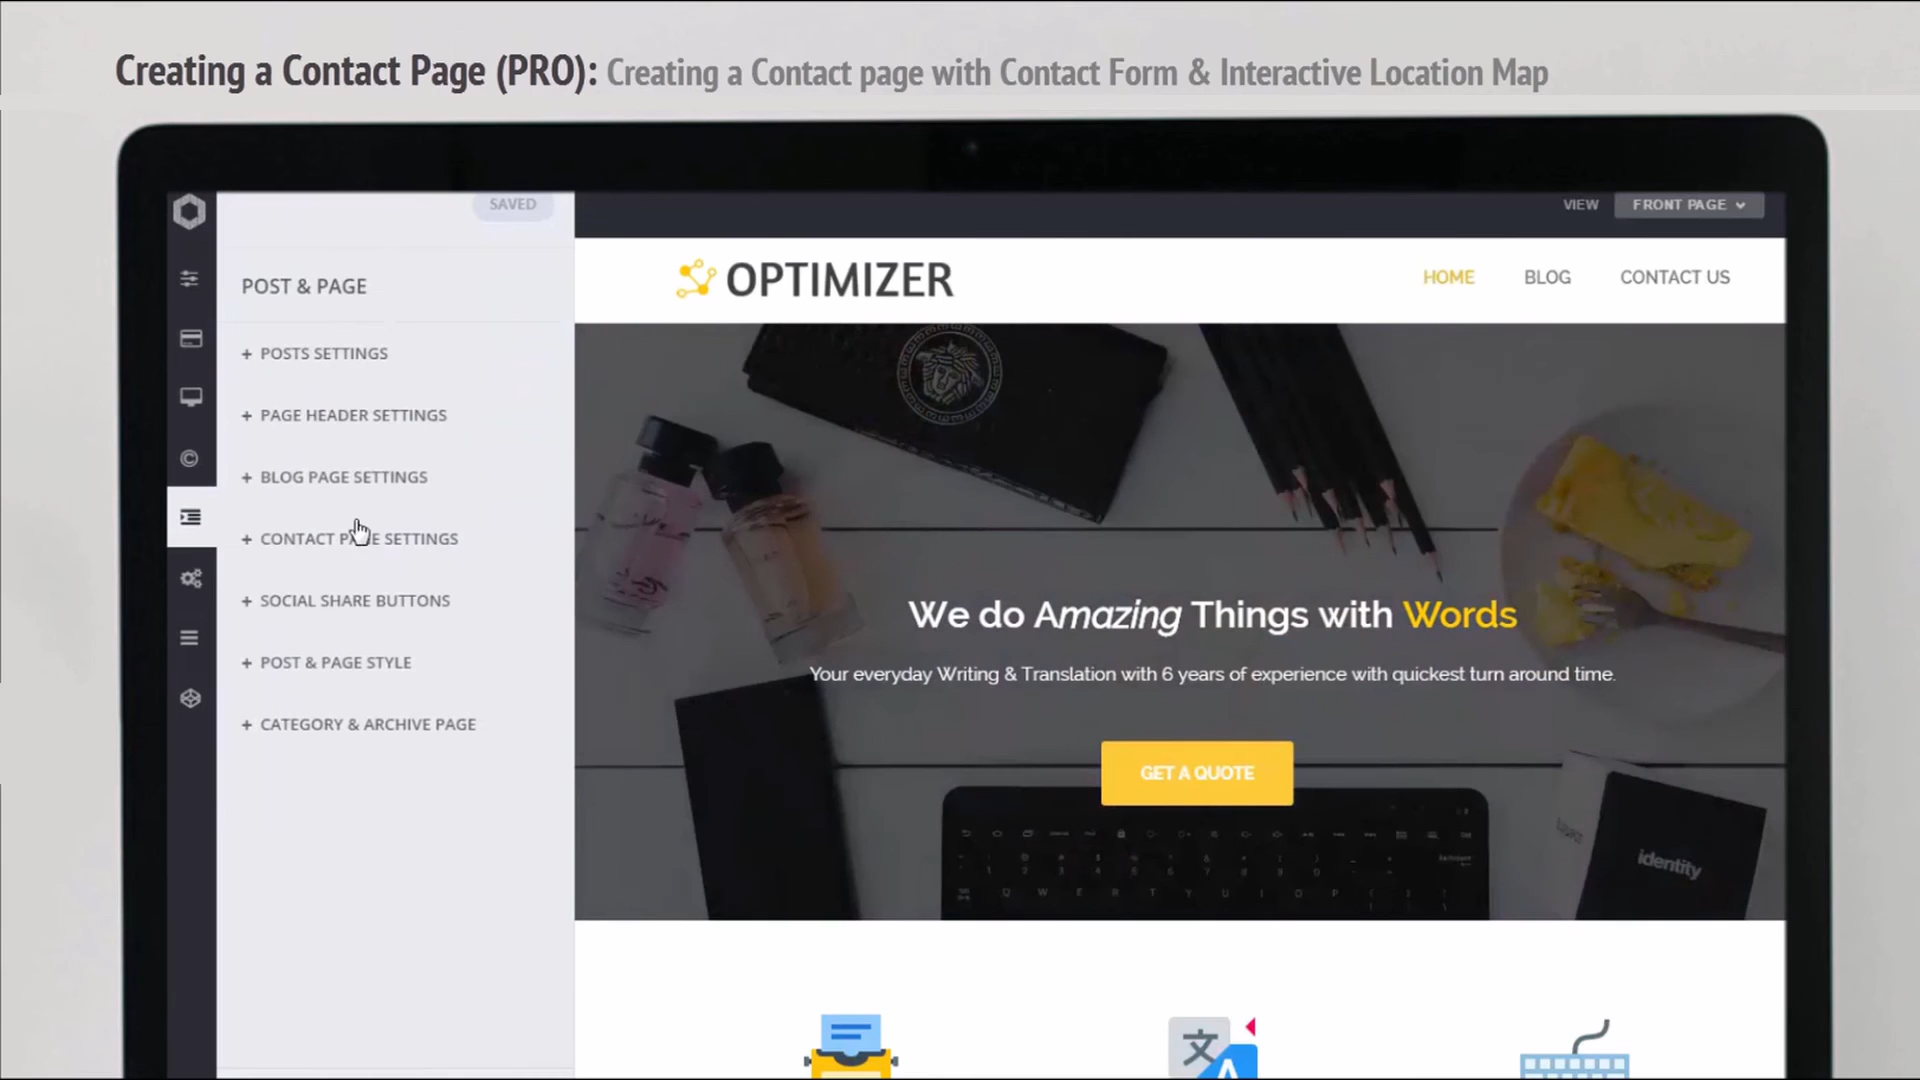 Creating a Contact Page (PRO): Creating a Contact page with Contact Form & Interactive Location Map
SAVED
VIEW
FRONT PAGE
POST & PAGE
OPTIMIZER
HOME
BLOG
CONTACT US
+ POSTS SETTINGS
+ PAGE HEADER SETTINGS
+ BLOG PAGE SETTINGS
+ CONTACT PAGE SETTINGS
+ SOCIAL SHARE BUTTONS
+ POST & PAGE STYLE
+ CATEGORY & ARCHIVE PAGE
We do Amazing Things with Words
Your everyday Writing & Translation with 6 years of experience with quickest turn around time.
GET A QUOTE
identity
Q W E R T Y U I O P
文
A